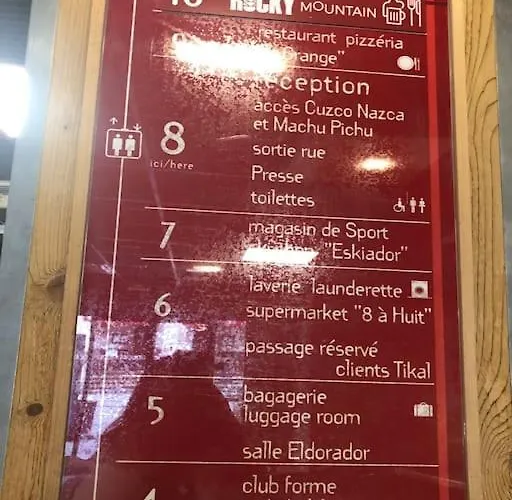 10 ROCKY MOUNTAIN
restaurant pizzéria
Orange"
réception
accès Cuzco Nazca
et Machu Pichu
8
ici/here
sortie rue
Presse
toilettes
7 magasin de Sport
"Eskiador"
6 laverie launderette
supermarket "8 à Huit"
passage réservé
clients Tikal
5 bagagerie
luggage room
salle Eldorador
4 club forme